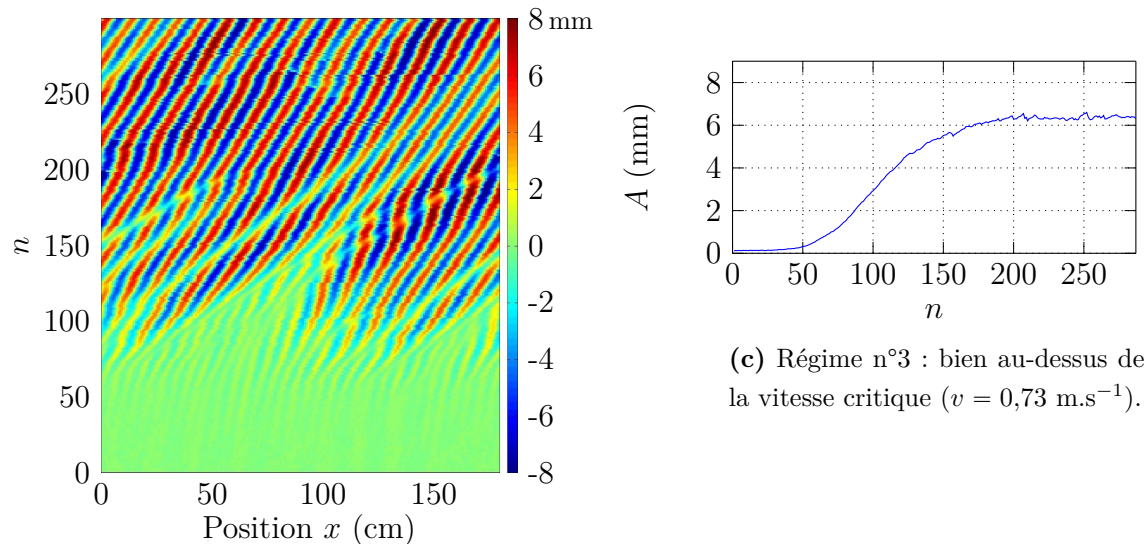 8 mm
6
4
2
0
-2
-4
-6
-8
n
250
200
150
100
50
0
0 50 100 150
Position x (cm)
A (mm)
8
6
4
2
0
0 50 100 150 200 250
n
(c) Régime n°3 : bien au-dessus de
la vitesse critique (v = 0,73 m.s⁻¹).